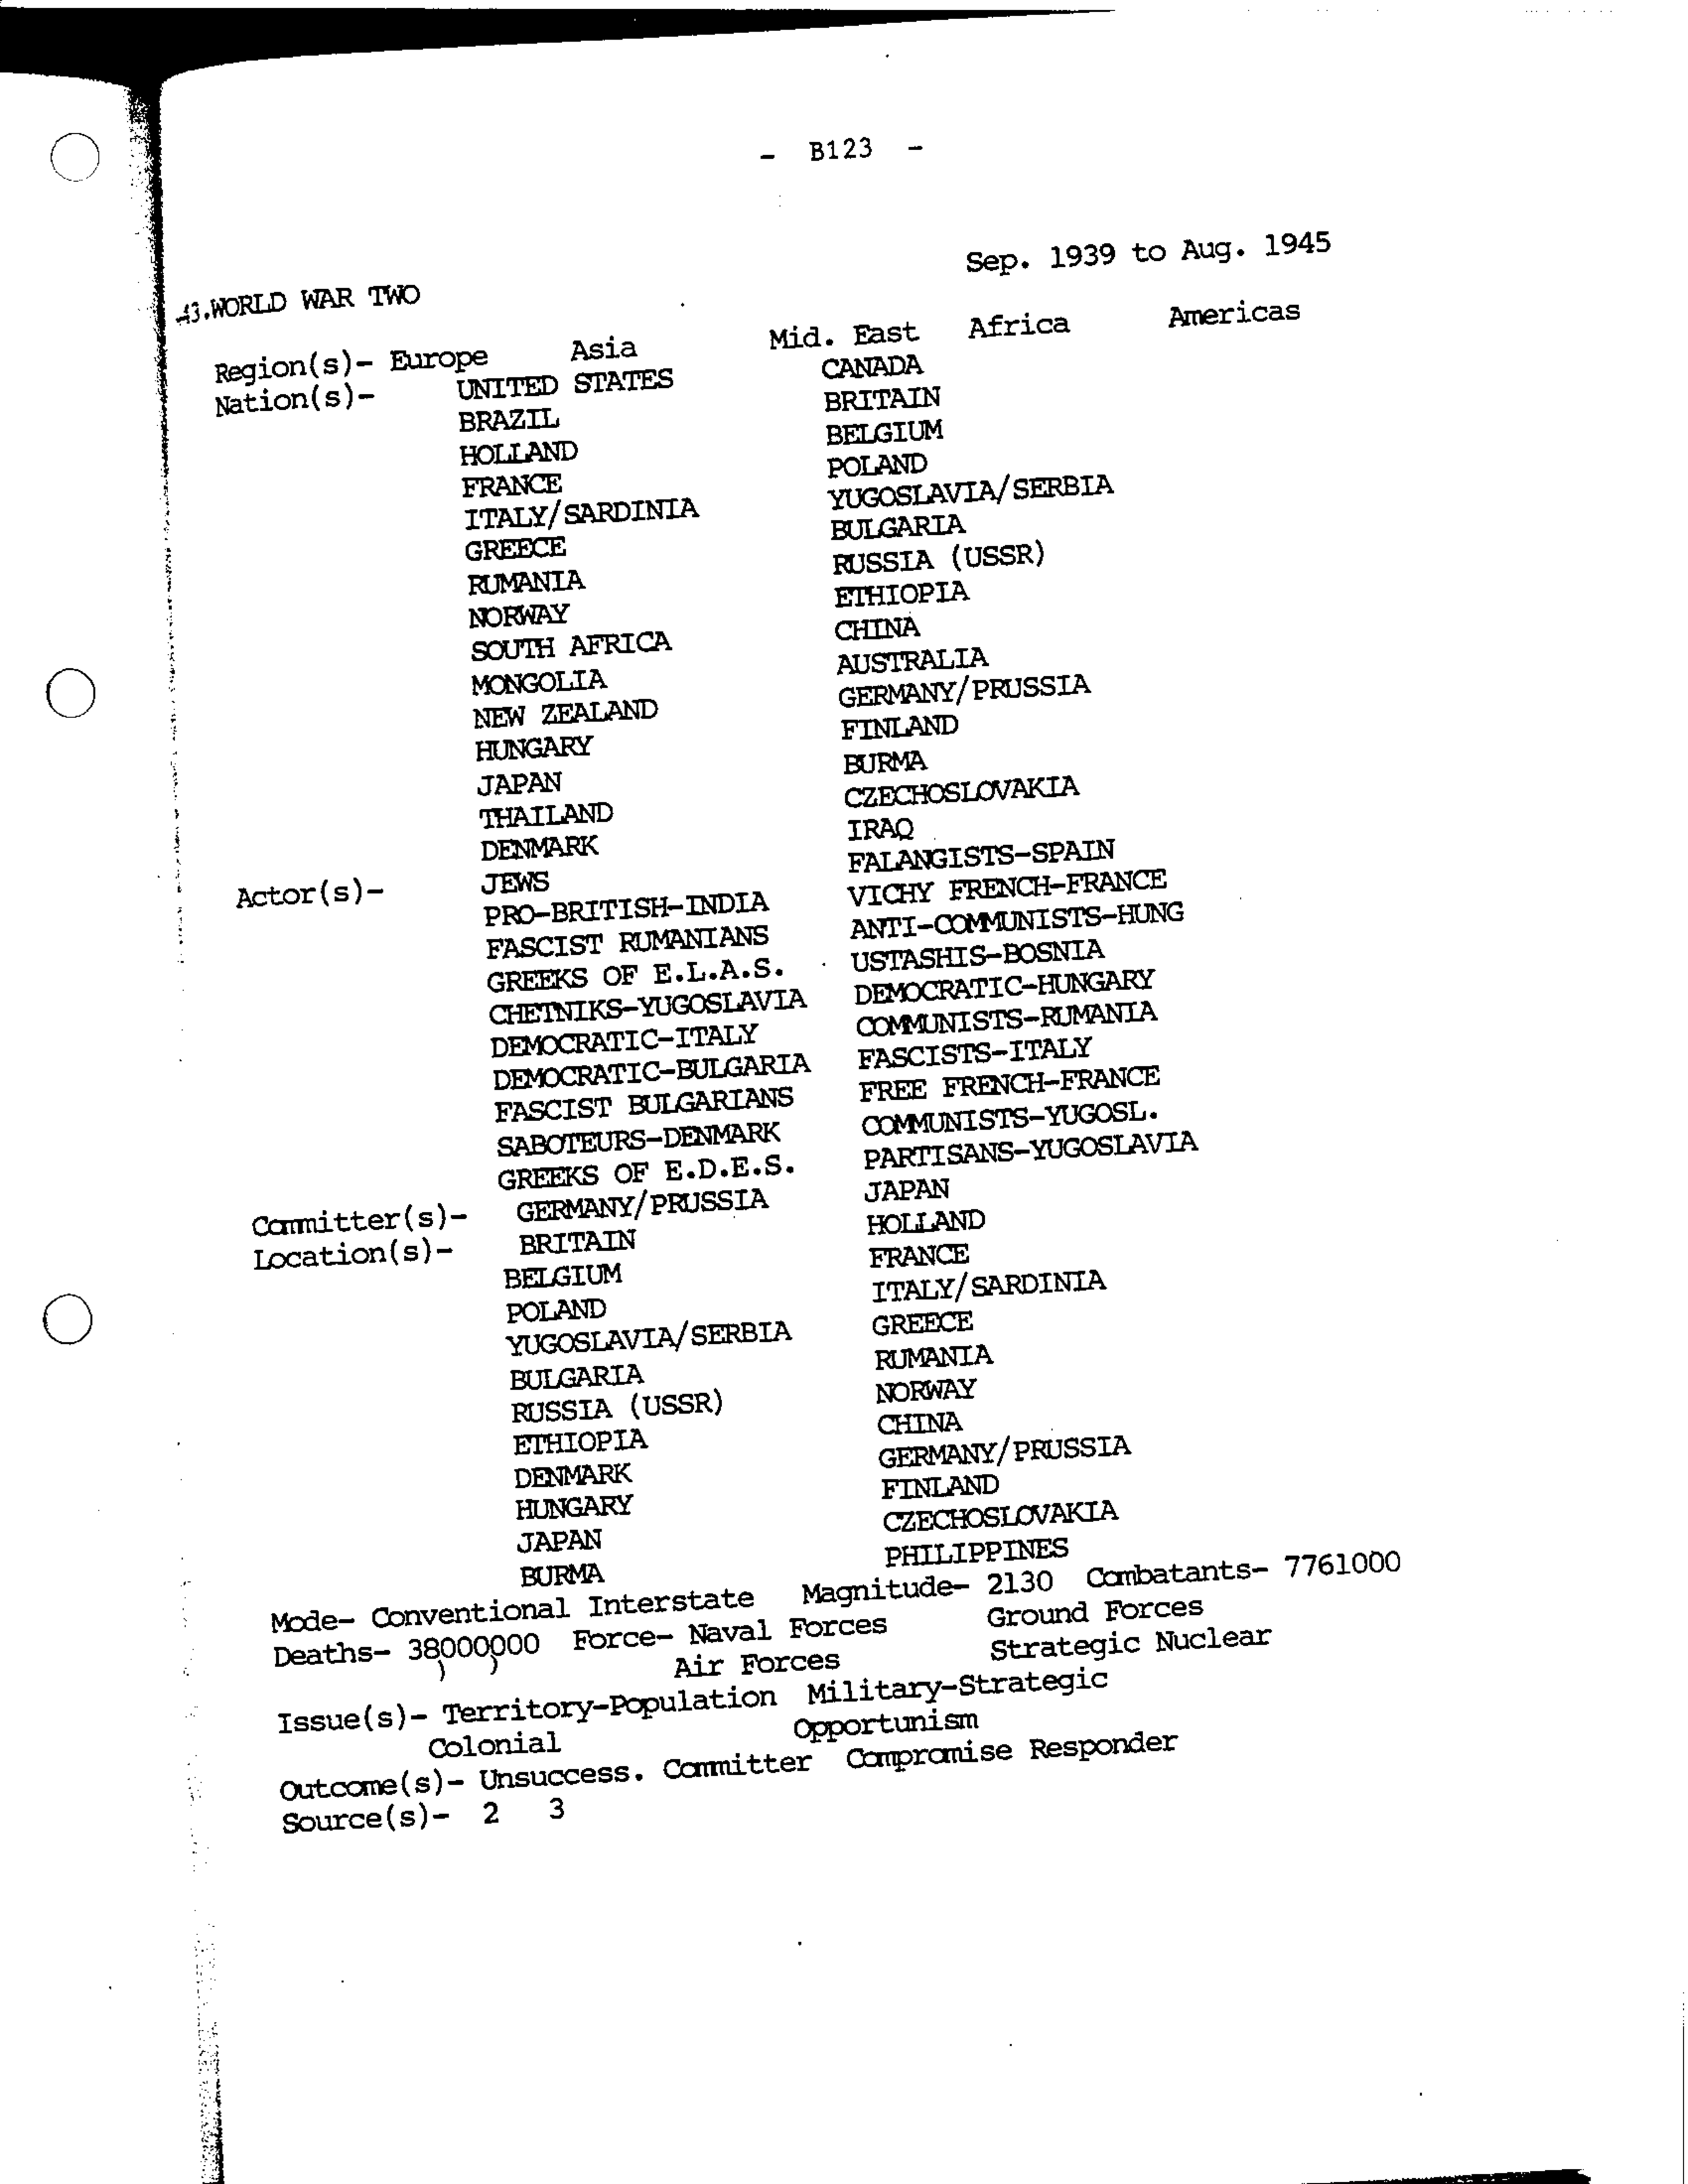 - B123 -
Sep. 1939 to Aug. 1945
43.WORLD WAR TWO
Region(s)- Europe Asia Mid. East Africa Americas
Nation(s)- UNITED STATES CANADA
BRAZIL BRITAIN
HOLLAND BELGIUM
FRANCE POLAND
ITALY/SARDINIA YUGOSLAVIA/SERBIA
GREECE BULGARIA
RUMANIA RUSSIA (USSR)
NORWAY ETHIOPIA
SOUTH AFRICA CHINA
MONGOLIA AUSTRALIA
NEW ZEALAND GERMANY/PRUSSIA
HUNGARY FINLAND
JAPAN BURMA
THAILAND CZECHOSLOVAKIA
DENMARK IRAQ
Actor(s)- JEWS FALANGISTS-SPAIN
PRO-BRITISH-INDIA VICHY FRENCH-FRANCE
FASCIST RUMANIANS ANTI-COMMUNISTS-HUNG
GREEKS OF E.L.A.S. USTASHIS-BOSNIA
CHETNIKS-YUGOSLAVIA DEMOCRATIC-HUNGARY
DEMOCRATIC-ITALY COMMUNISTS-RUMANIA
DEMOCRATIC-BULGARIA FASCISTS-ITALY
FASCIST BULGARIANS FREE FRENCH-FRANCE
SABOTEURS-DENMARK COMMUNISTS-YUGOSL.
GREEKS OF E.D.E.S. PARTISANS-YUGOSLAVIA
Committer(s)- GERMANY/PRUSSIA JAPAN
Location(s)- BRITAIN HOLLAND
BELGIUM FRANCE
POLAND ITALY/SARDINIA
YUGOSLAVIA/SERBIA GREECE
BULGARIA RUMANIA
RUSSIA (USSR) NORWAY
ETHIOPIA CHINA
DENMARK GERMANY/PRUSSIA
HUNGARY FINLAND
JAPAN CZECHOSLOVAKIA
BURMA PHILIPPINES
Mode- Conventional Interstate Magnitude- 2130 Combatants- 7761000
Deaths- 38000000 Force- Naval Forces Ground Forces
Air Forces Strategic Nuclear
Issue(s)- Territory-Population Military-Strategic
Colonial Opportunism
Outcome(s)- Unsuccess. Committer Compromise Responder
Source(s)- 2 3